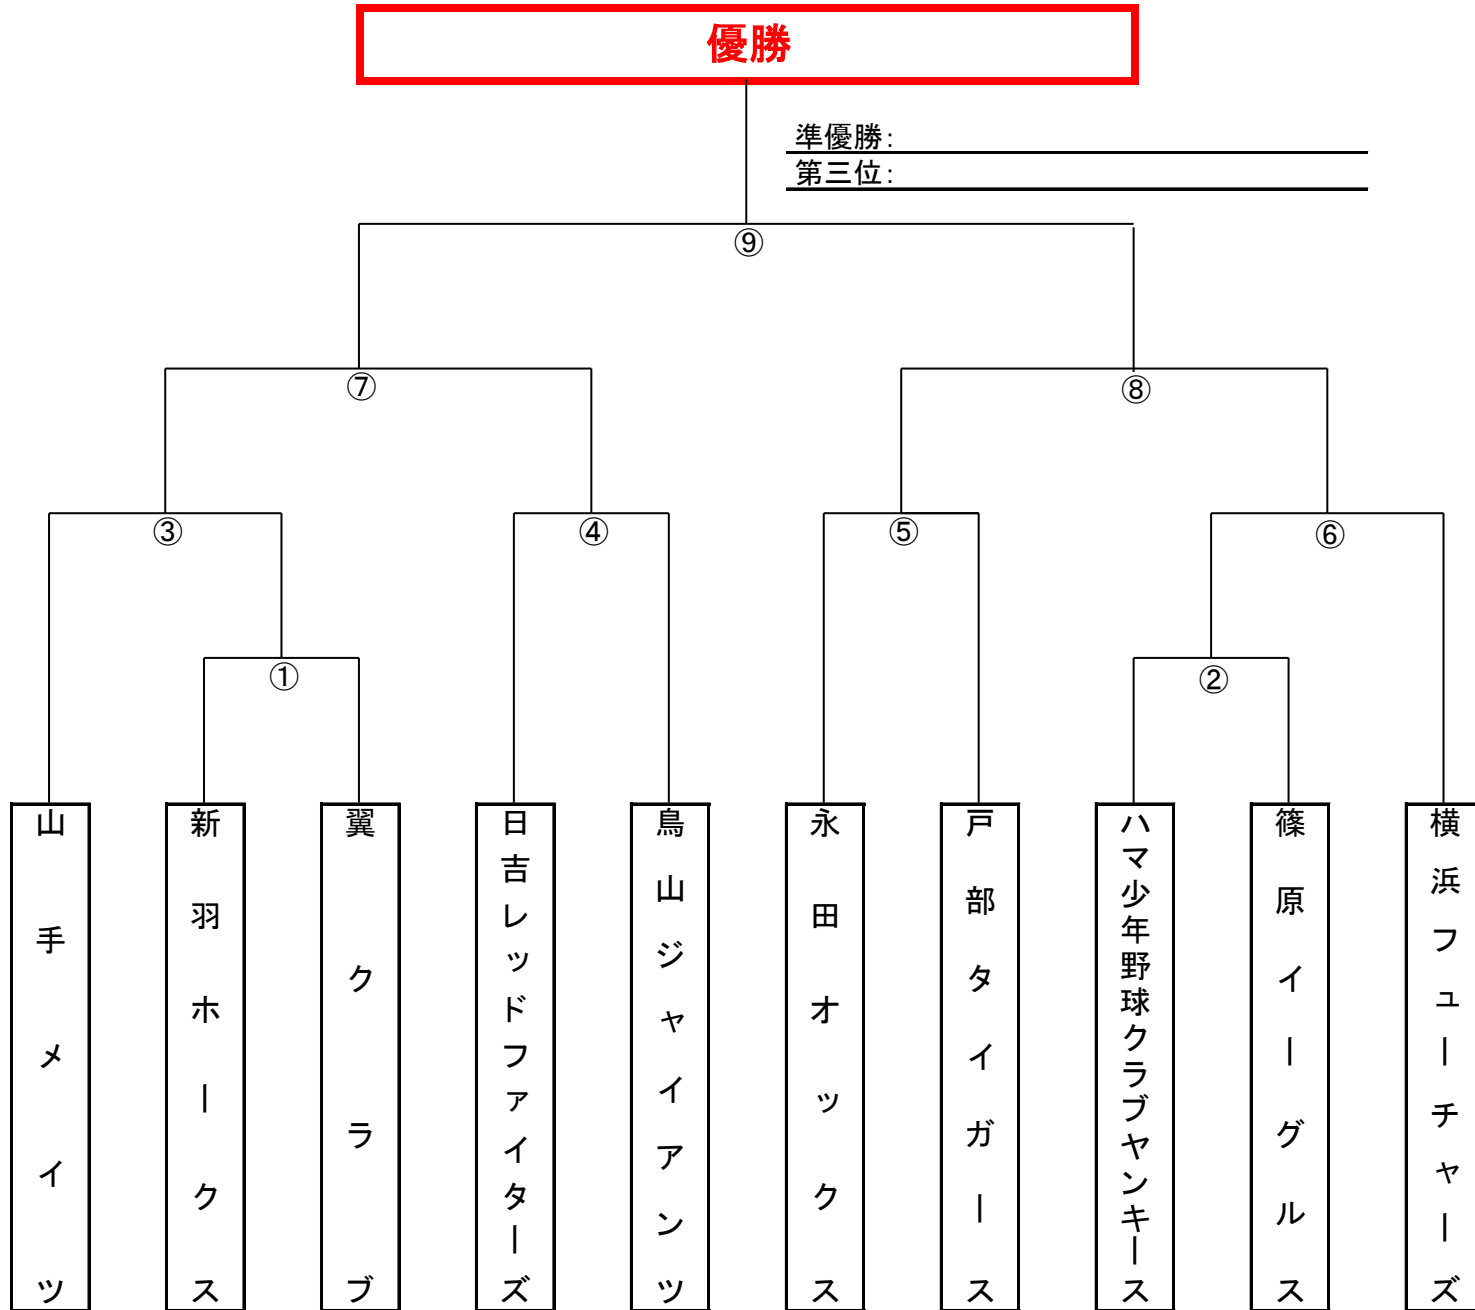 優勝
準優勝：
第三位：
⑨
⑦
⑧
③
④
⑤
⑥
①
②
山手メイツ
新羽ホークス
翼クラブ
日吉レッドファイターズ
鳥山ジャイアンツ
永田オックス
戸部タイガース
ハマ少年野球クラブヤンキース
篠原イーグルス
横浜フューチャーズ